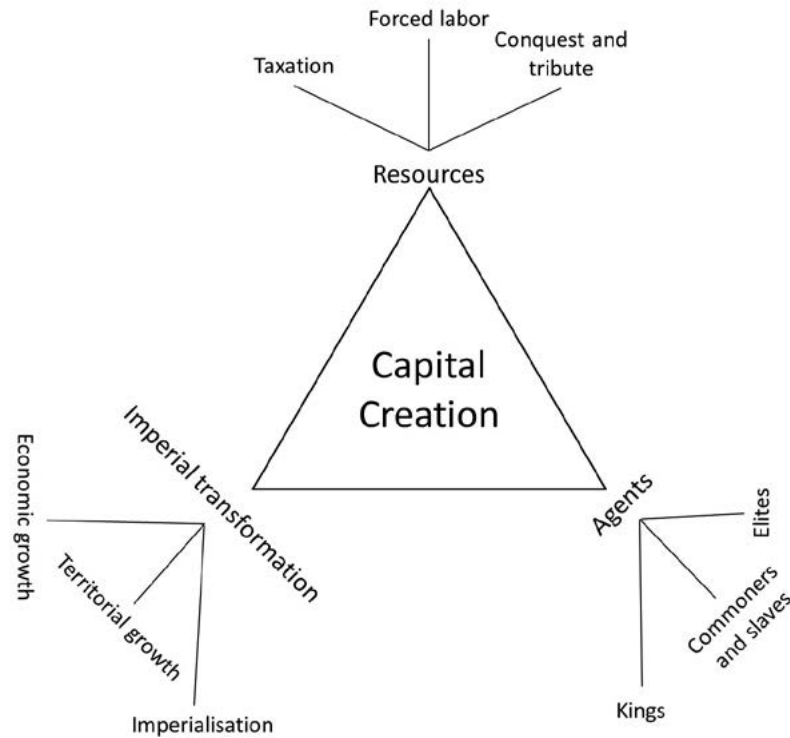 Forced labor
Conquest and
tribute
Taxation
Resources
Capital
Creation
Imperial transformation
Economic growth
Territorial growth
Imperialisation
Agents
Elites
Commoners
and slaves
Kings